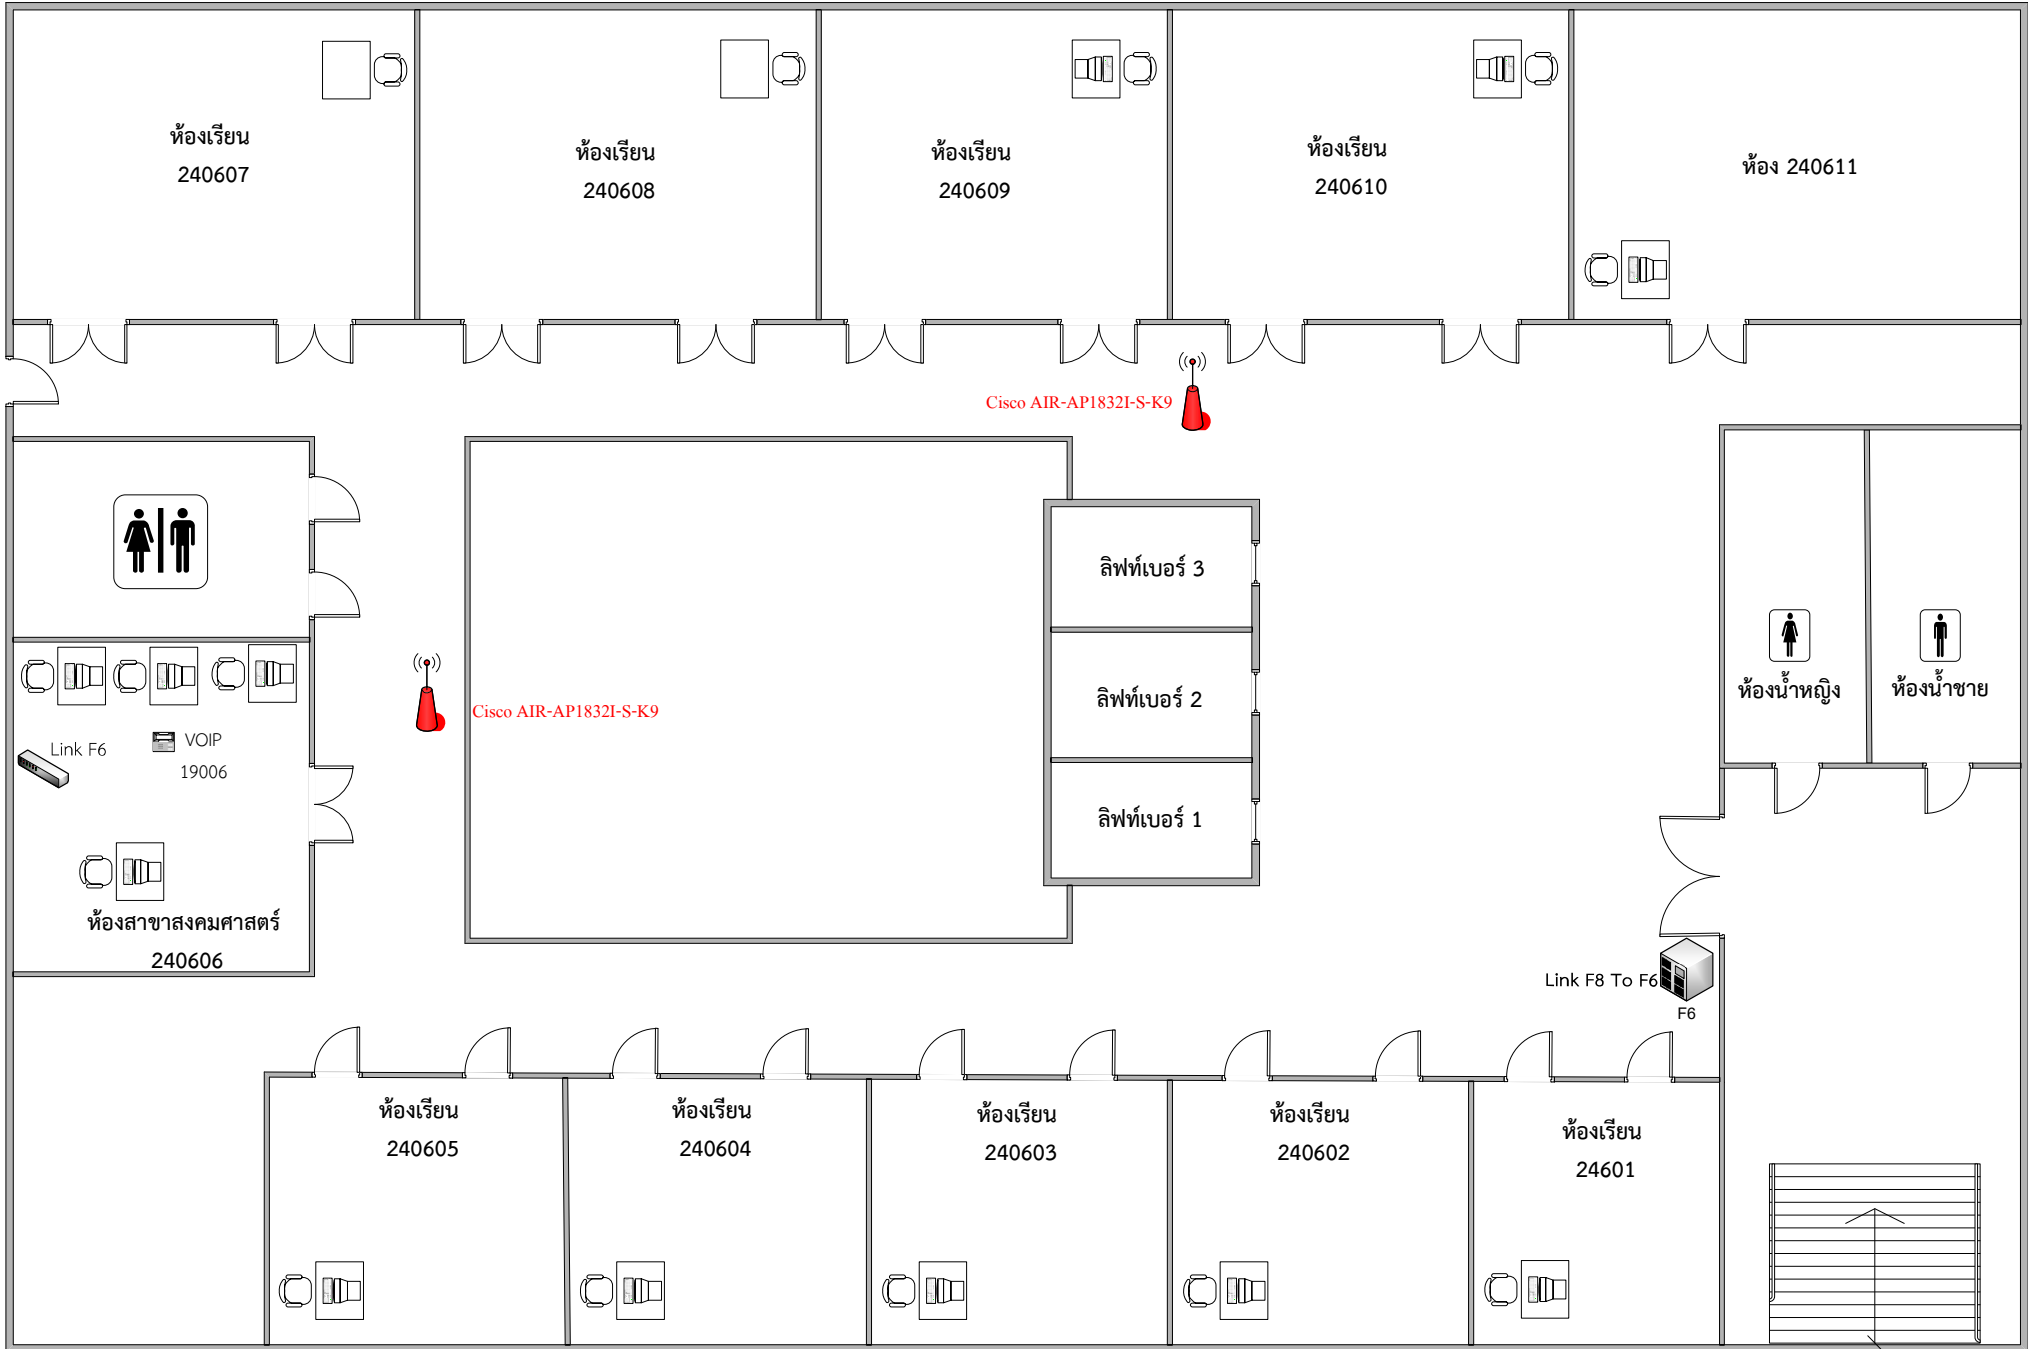 ห้องเรียน
240607
ห้องเรียน
240608
ห้องเรียน
240609
ห้องเรียน
240610
ห้อง 240611
Cisco AIR-AP1832I-S-K9
ลิฟท์เบอร์ 3
ลิฟท์เบอร์ 2
ลิฟท์เบอร์ 1
ห้องน้ำหญิง
ห้องน้ำชาย
Cisco AIR-AP1832I-S-K9
Link F6
VOIP
19006
ห้องสาขาสงคมศาสตร์
240606
Link F8 To F6
F6
ห้องเรียน
240605
ห้องเรียน
240604
ห้องเรียน
240603
ห้องเรียน
240602
ห้องเรียน
24601